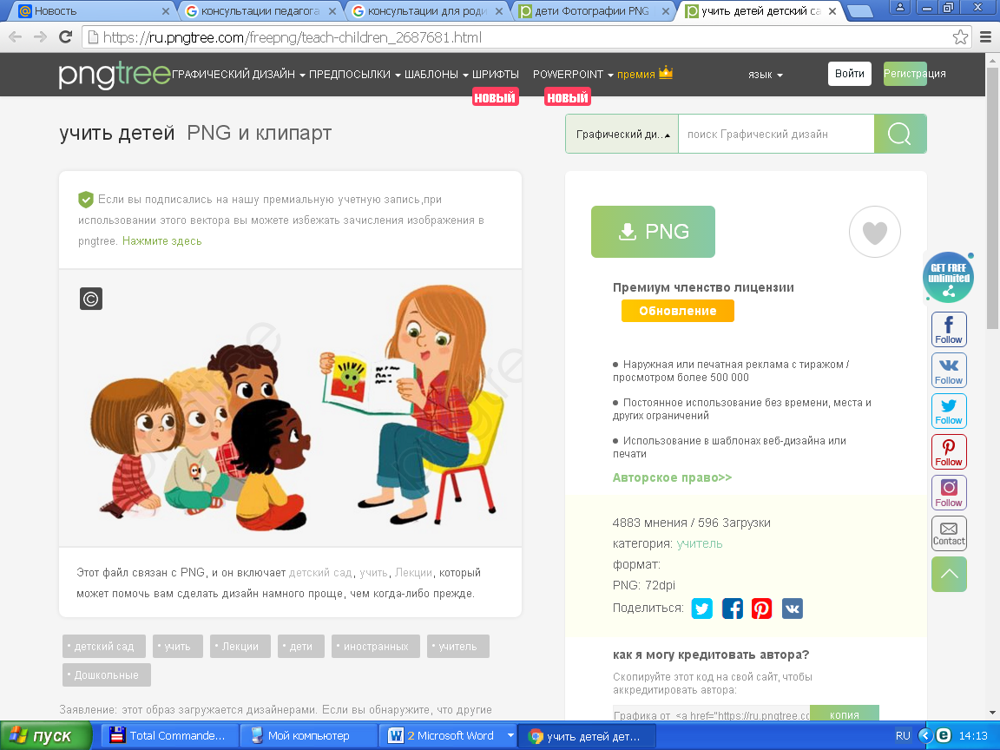 Новость
консультации педагога
консультации для роди
дети Фотографии PNG
учить детей детский са
https://ru.pngtree.com/freepng/teach-children_2687681.html
pngtree
ГРАФИЧЕСКИЙ ДИЗАЙН
ПРЕДПОСЫЛКИ
ШАБЛОНЫ
ШРИФТЫ
НОВЫЙ
POWERPOINT
НОВЫЙ
премия
язык
Войти
Регистрация
учить детей PNG и клипарт
Графический ди...
поиск Графический дизайн
Если вы подписались на нашу премиальную учетную запись,при
использовании этого вектора вы можете избежать зачисления изображения в
pngtree. Нажмите здесь
©
Этот файл связан с PNG, и он включает детский сад, учить, Лекции, который
может помочь вам сделать дизайн намного проще, чем когда-либо прежде.
• детский сад
• учить
• Лекции
• дети
• иностранных
• учитель
• Дошкольные
Заявление: этот образ загружается дизайнерами. Если вы обнаружите, что другие
PNG
Премиум членство лицензии
Обновление
● Наружная или печатная реклама с тиражом /
просмотром более 500 000
● Постоянное использование без времени, места и
других ограничений
● Использование в шаблонах веб-дизайна или
печати
Авторское право>>
4883 мнения / 596 Загрузки
категория: учитель
формат:
PNG: 72dpi
Поделиться:
как я могу кредитовать автора?
Скопируйте этот код на свой сайт, чтобы
аккредитировать автора:
Графика от <a href="https://ru.pngtree.co
копия
GET FREE
unlimited
Follow
Follow
Follow
Follow
Follow
Contact
пуск
Total Commande...
Мой компьютер
2 Microsoft Word
учить детей дет...
RU
14:13